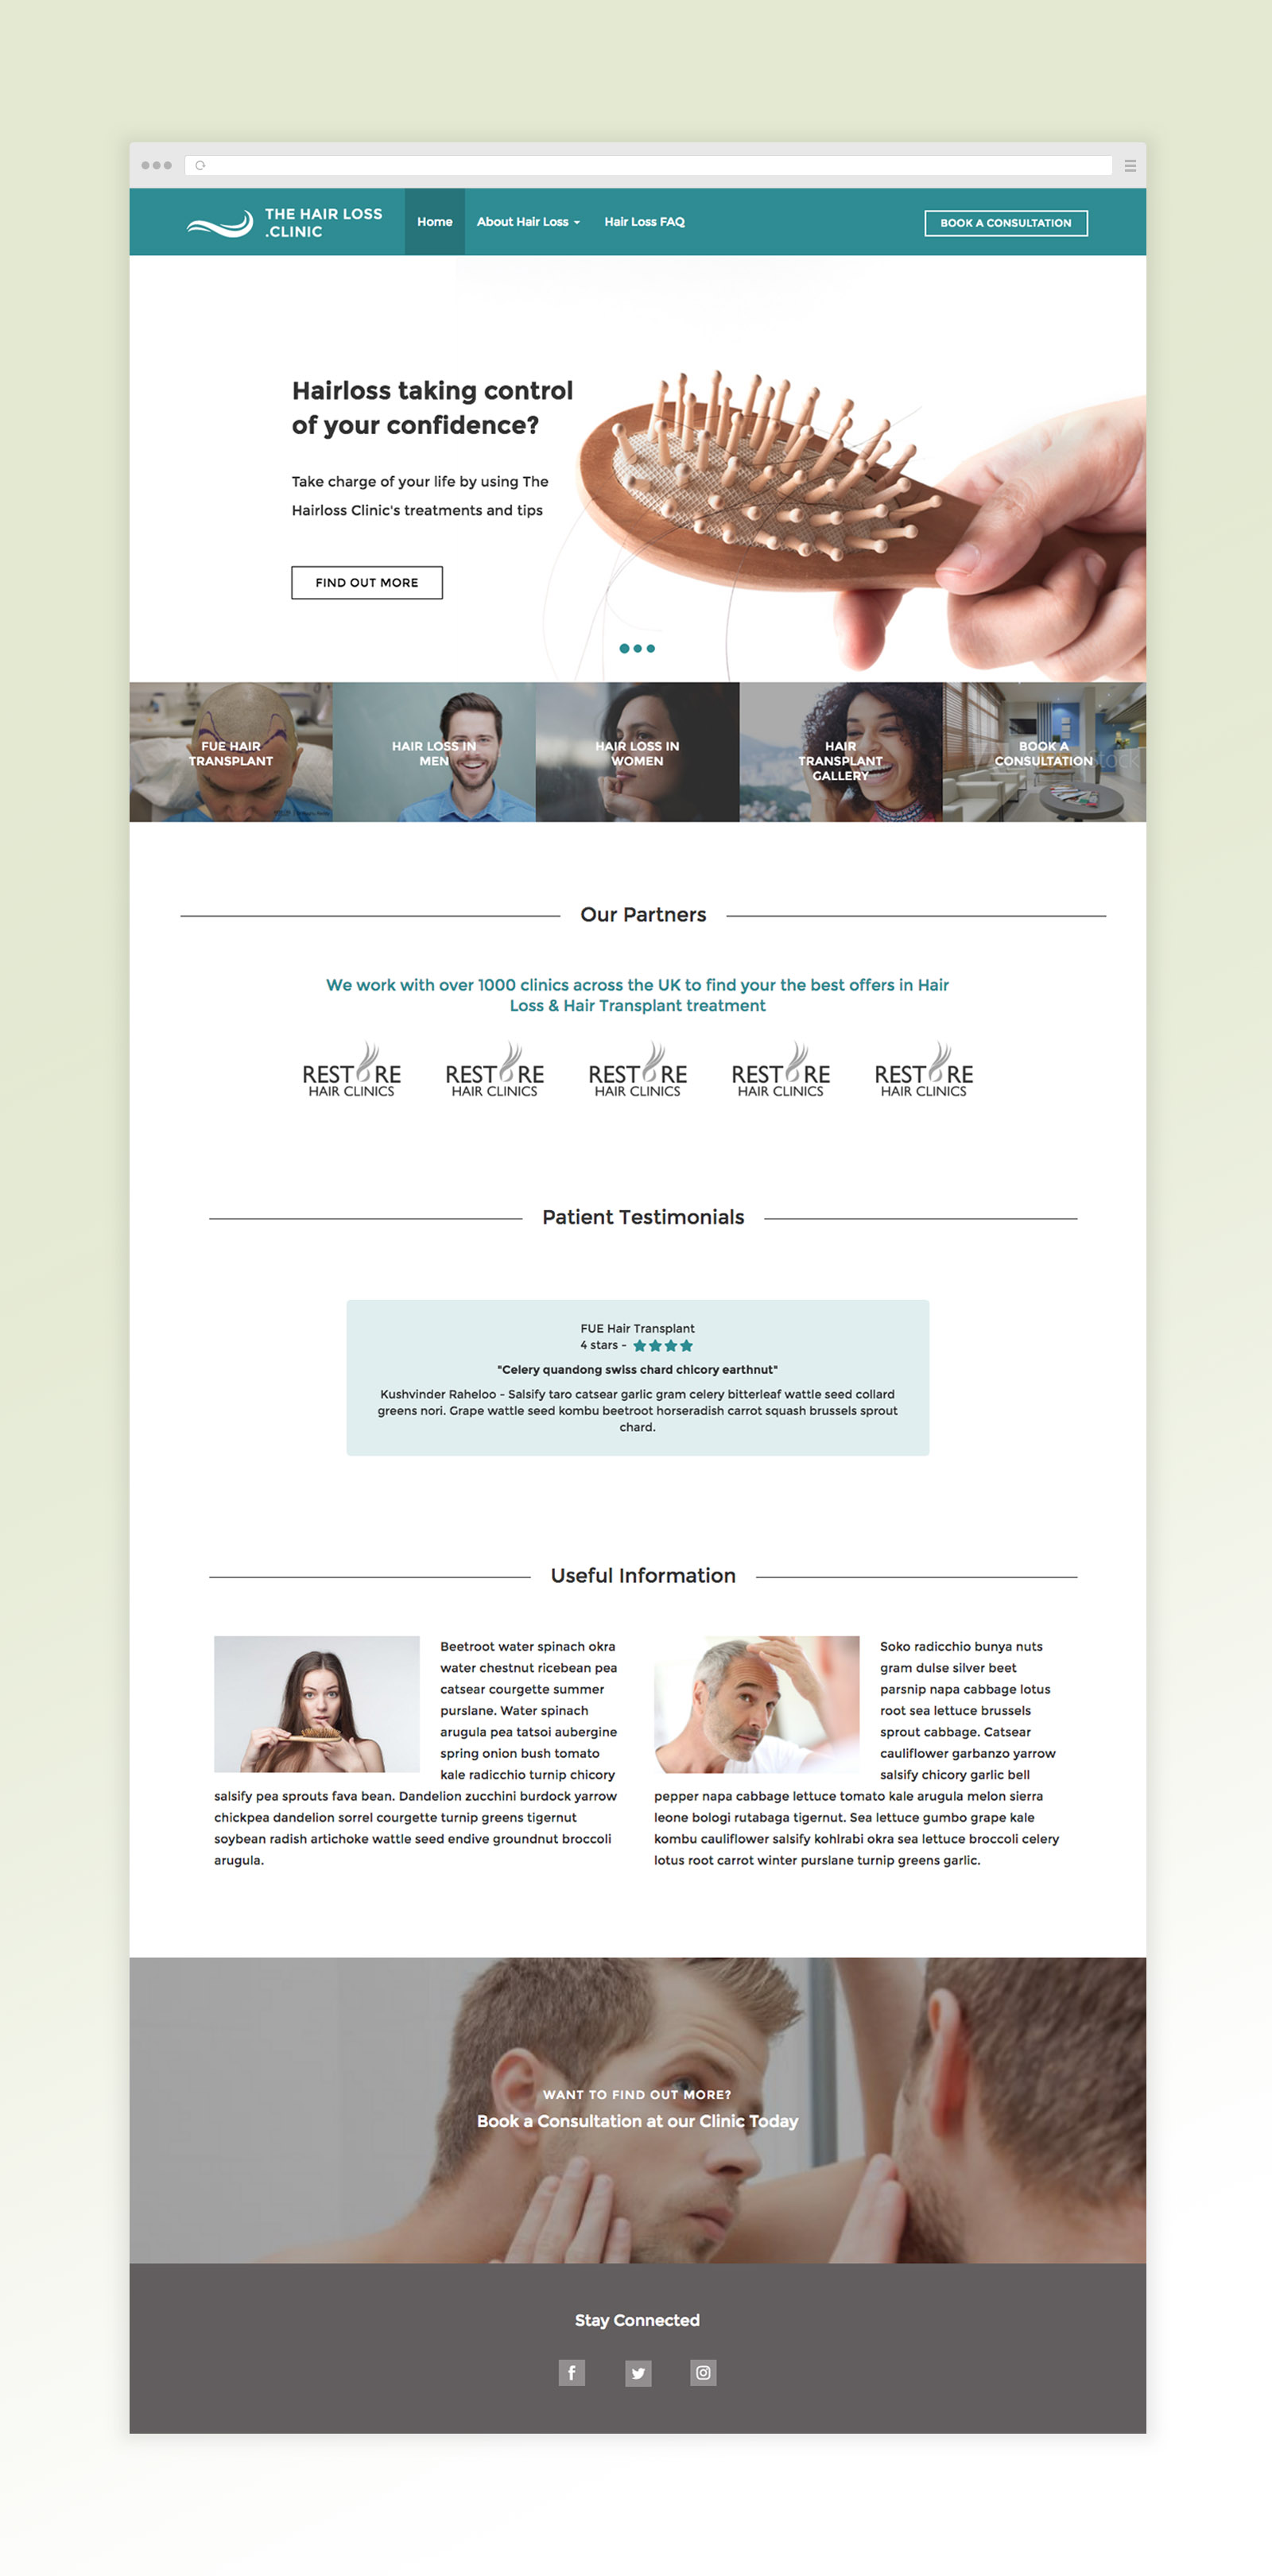 THE HAIR LOSS
.CLINIC
Home
About Hair Loss
Hair Loss FAQ
BOOK A CONSULTATION
Hairloss taking control
of your confidence?
Take charge of your life by using The
Hairloss Clinic's treatments and tips
FIND OUT MORE
FUE HAIR
TRANSPLANT
HAIR LOSS IN
MEN
HAIR LOSS IN
WOMEN
HAIR
TRANSPLANT
GALLERY
BOOK A
CONSULTATION
Stock
Our Partners
We work with over 1000 clinics across the UK to find your the best offers in Hair
Loss & Hair Transplant treatment
RESTORE
HAIR CLINICS
RESTORE
HAIR CLINICS
RESTORE
HAIR CLINICS
RESTORE
HAIR CLINICS
RESTORE
HAIR CLINICS
Patient Testimonials
FUE Hair Transplant
4 stars -
"Celery quandong swiss chard chicory earthnut"
Kushvinder Raheloo - Salsify taro catsear garlic gram celery bitterleaf wattle seed collard
greens nori. Grape wattle seed kombu beetroot horseradish carrot squash brussels sprout
chard.
Useful Information
Beetroot water spinach okra
water chestnut ricebean pea
catsear courgette summer
purslane. Water spinach
arugula pea tatsoi aubergine
spring onion bush tomato
kale radicchio turnip chicory
salsify pea sprouts fava bean. Dandelion zucchini burdock yarrow
chickpea dandelion sorrel courgette turnip greens tigernut
soybean radish artichoke wattle seed endive groundnut broccoli
arugula.
Soko radicchio bunya nuts
gram dulse silver beet
parsnip napa cabbage lotus
root sea lettuce brussels
sprout cabbage. Catsear
cauliflower garbanzo yarrow
salsify chicory garlic bell
pepper napa cabbage lettuce tomato kale arugula melon sierra
leone bologi rutabaga tigernut. Sea lettuce gumbo grape kale
kombu cauliflower salsify kohlrabi okra sea lettuce broccoli celery
lotus root carrot winter purslane turnip greens garlic.
WANT TO FIND OUT MORE?
Book a Consultation at our Clinic Today
Stay Connected